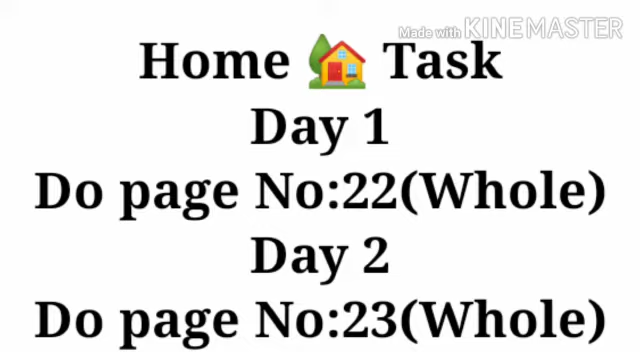 Made with KINEMASTER
Home 🏡 Task
Day 1
Do page No:22(Whole)
Day 2
Do page No:23(Whole)